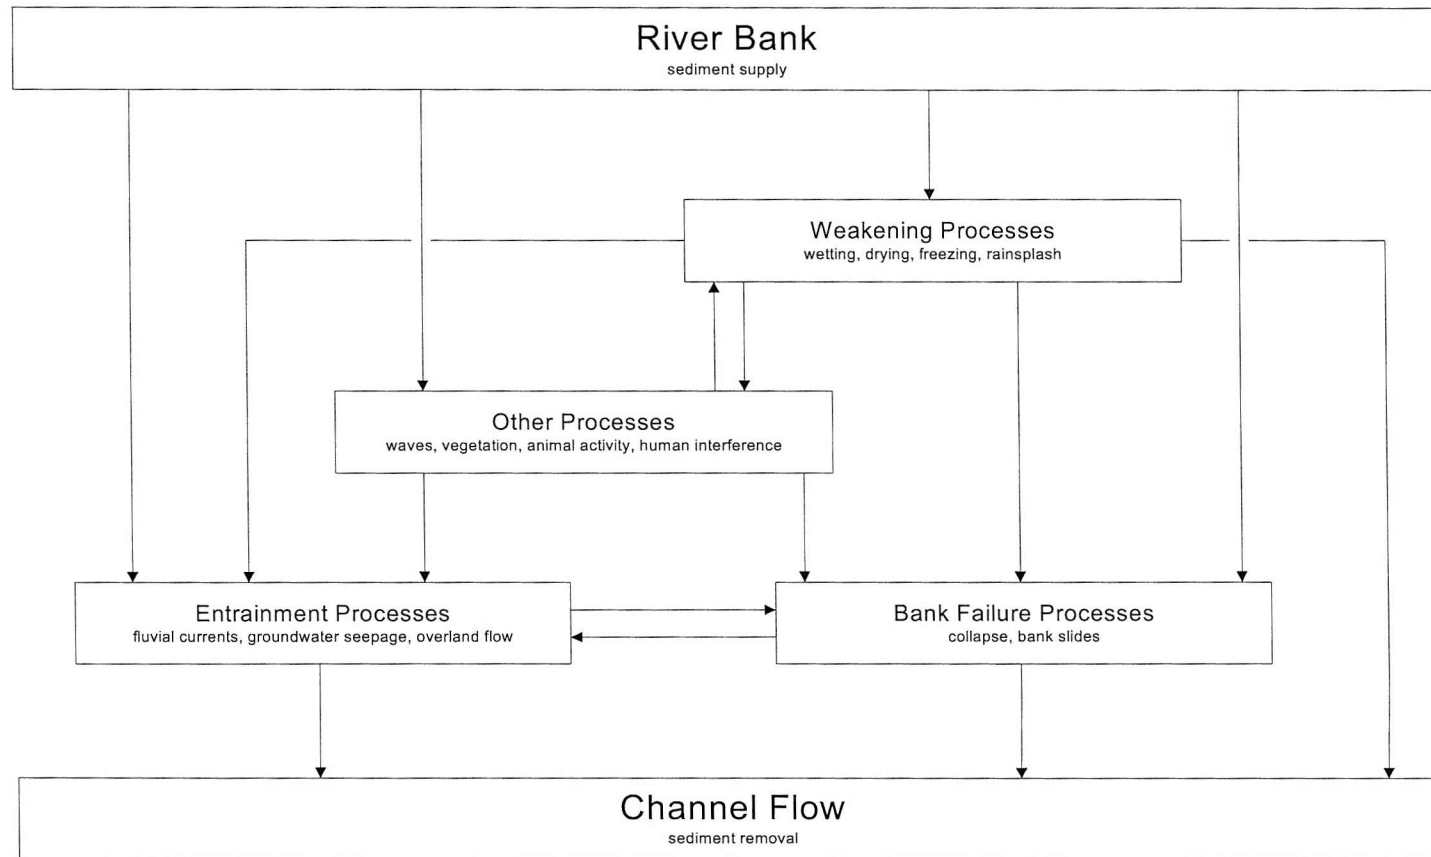 River Bank
sediment supply
Weakening Processes
wetting, drying, freezing, rainsplash
Other Processes
waves, vegetation, animal activity, human interference
Entrainment Processes
fluvial currents, groundwater seepage, overland flow
Bank Failure Processes
collapse, bank slides
Channel Flow
sediment removal